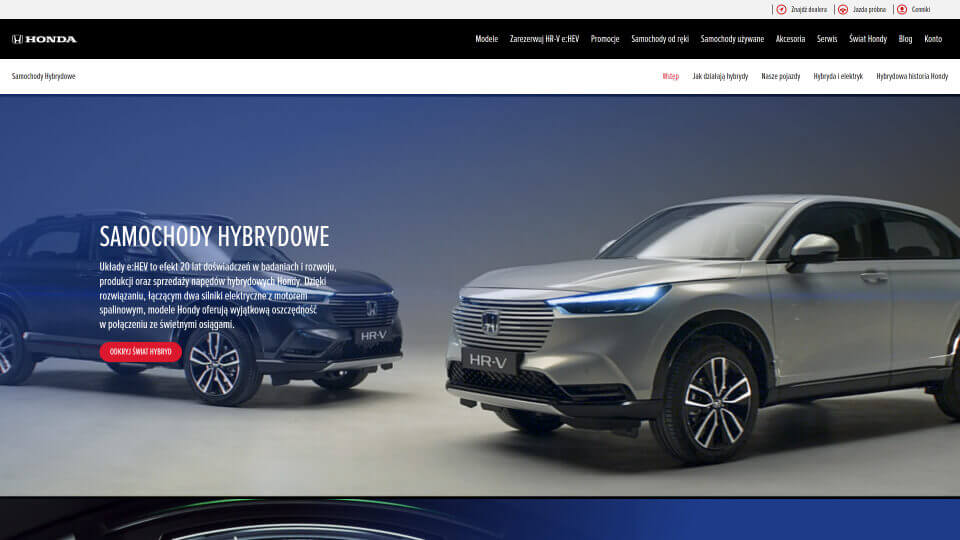 Znajdź dealera
Jazda próbna
Cenniki
HONDA
Modele
Zarezerwuj HR-V e:HEV
Promocje
Samochody od ręki
Samochody używane
Akcesoria
Serwis
Świat Hondy
Blog
Konto
Samochody Hybrydowe
Wstęp
Jak działają hybrydy
Nasze pojazdy
Hybryda i elektryk
Hybrydowa historia Hondy
SAMOCHODY HYBRYDOWE
Układy e:HEV to efekt 20 lat doświadczeń w badaniach i rozwoju,
produkcji oraz sprzedaży napędów hybrydowych Hondy. Dzięki
rozwiązaniu, łączącym dwa silniki elektryczne z motorem
spalinowym, modele Hondy oferują wyjątkową oszczędność
w połączeniu ze świetnymi osiągami.
ODKRYJ ŚWIAT HYBRYD
HR-V
HR-V